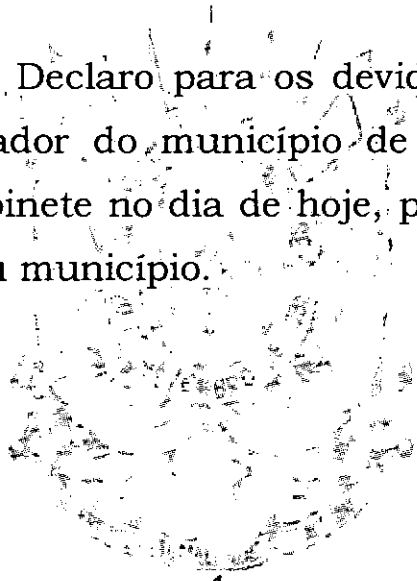 Declaro para os devid
ador do município de
binete no dia de hoje, p
município.